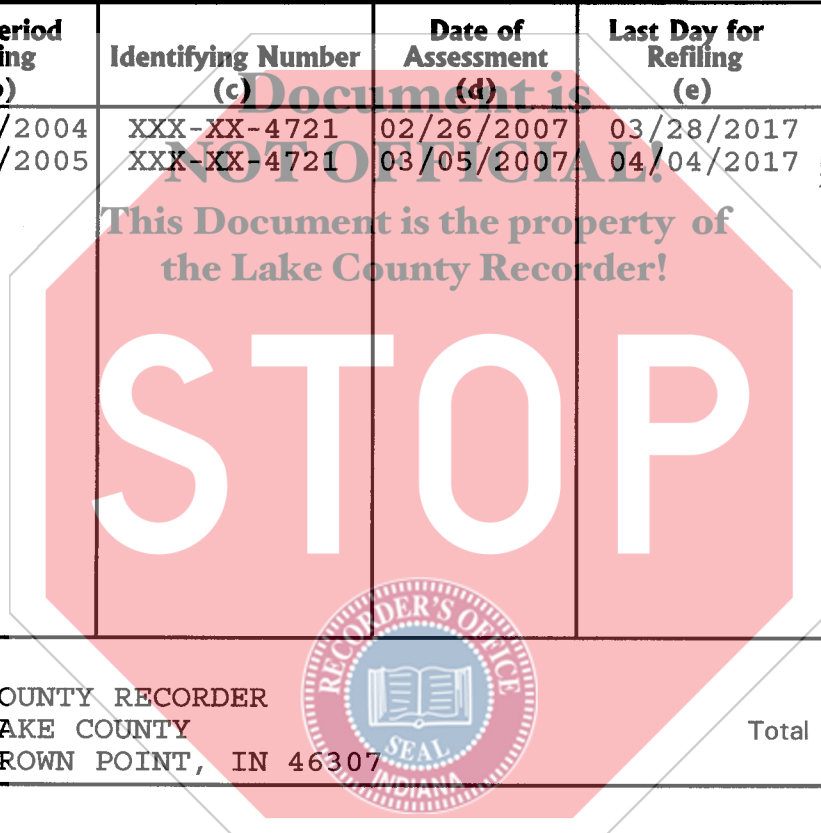 eriod Date of Last Day for
ing Identifying Number Assessment Refiling
) (c) (d) (e)
Document is
/2004 XXX-XX-4721 02/26/2007 03/28/2017
/2005 XXX-XX-4721 03/05/2007 04/04/2017
NOT OFFICIAL!
This Document is the property of
the Lake County Recorder!
STOP
RECORDER'S OFFICE
SEAL
INDIANA
OUNTY RECORDER
AKE COUNTY Total
ROWN POINT, IN 46307